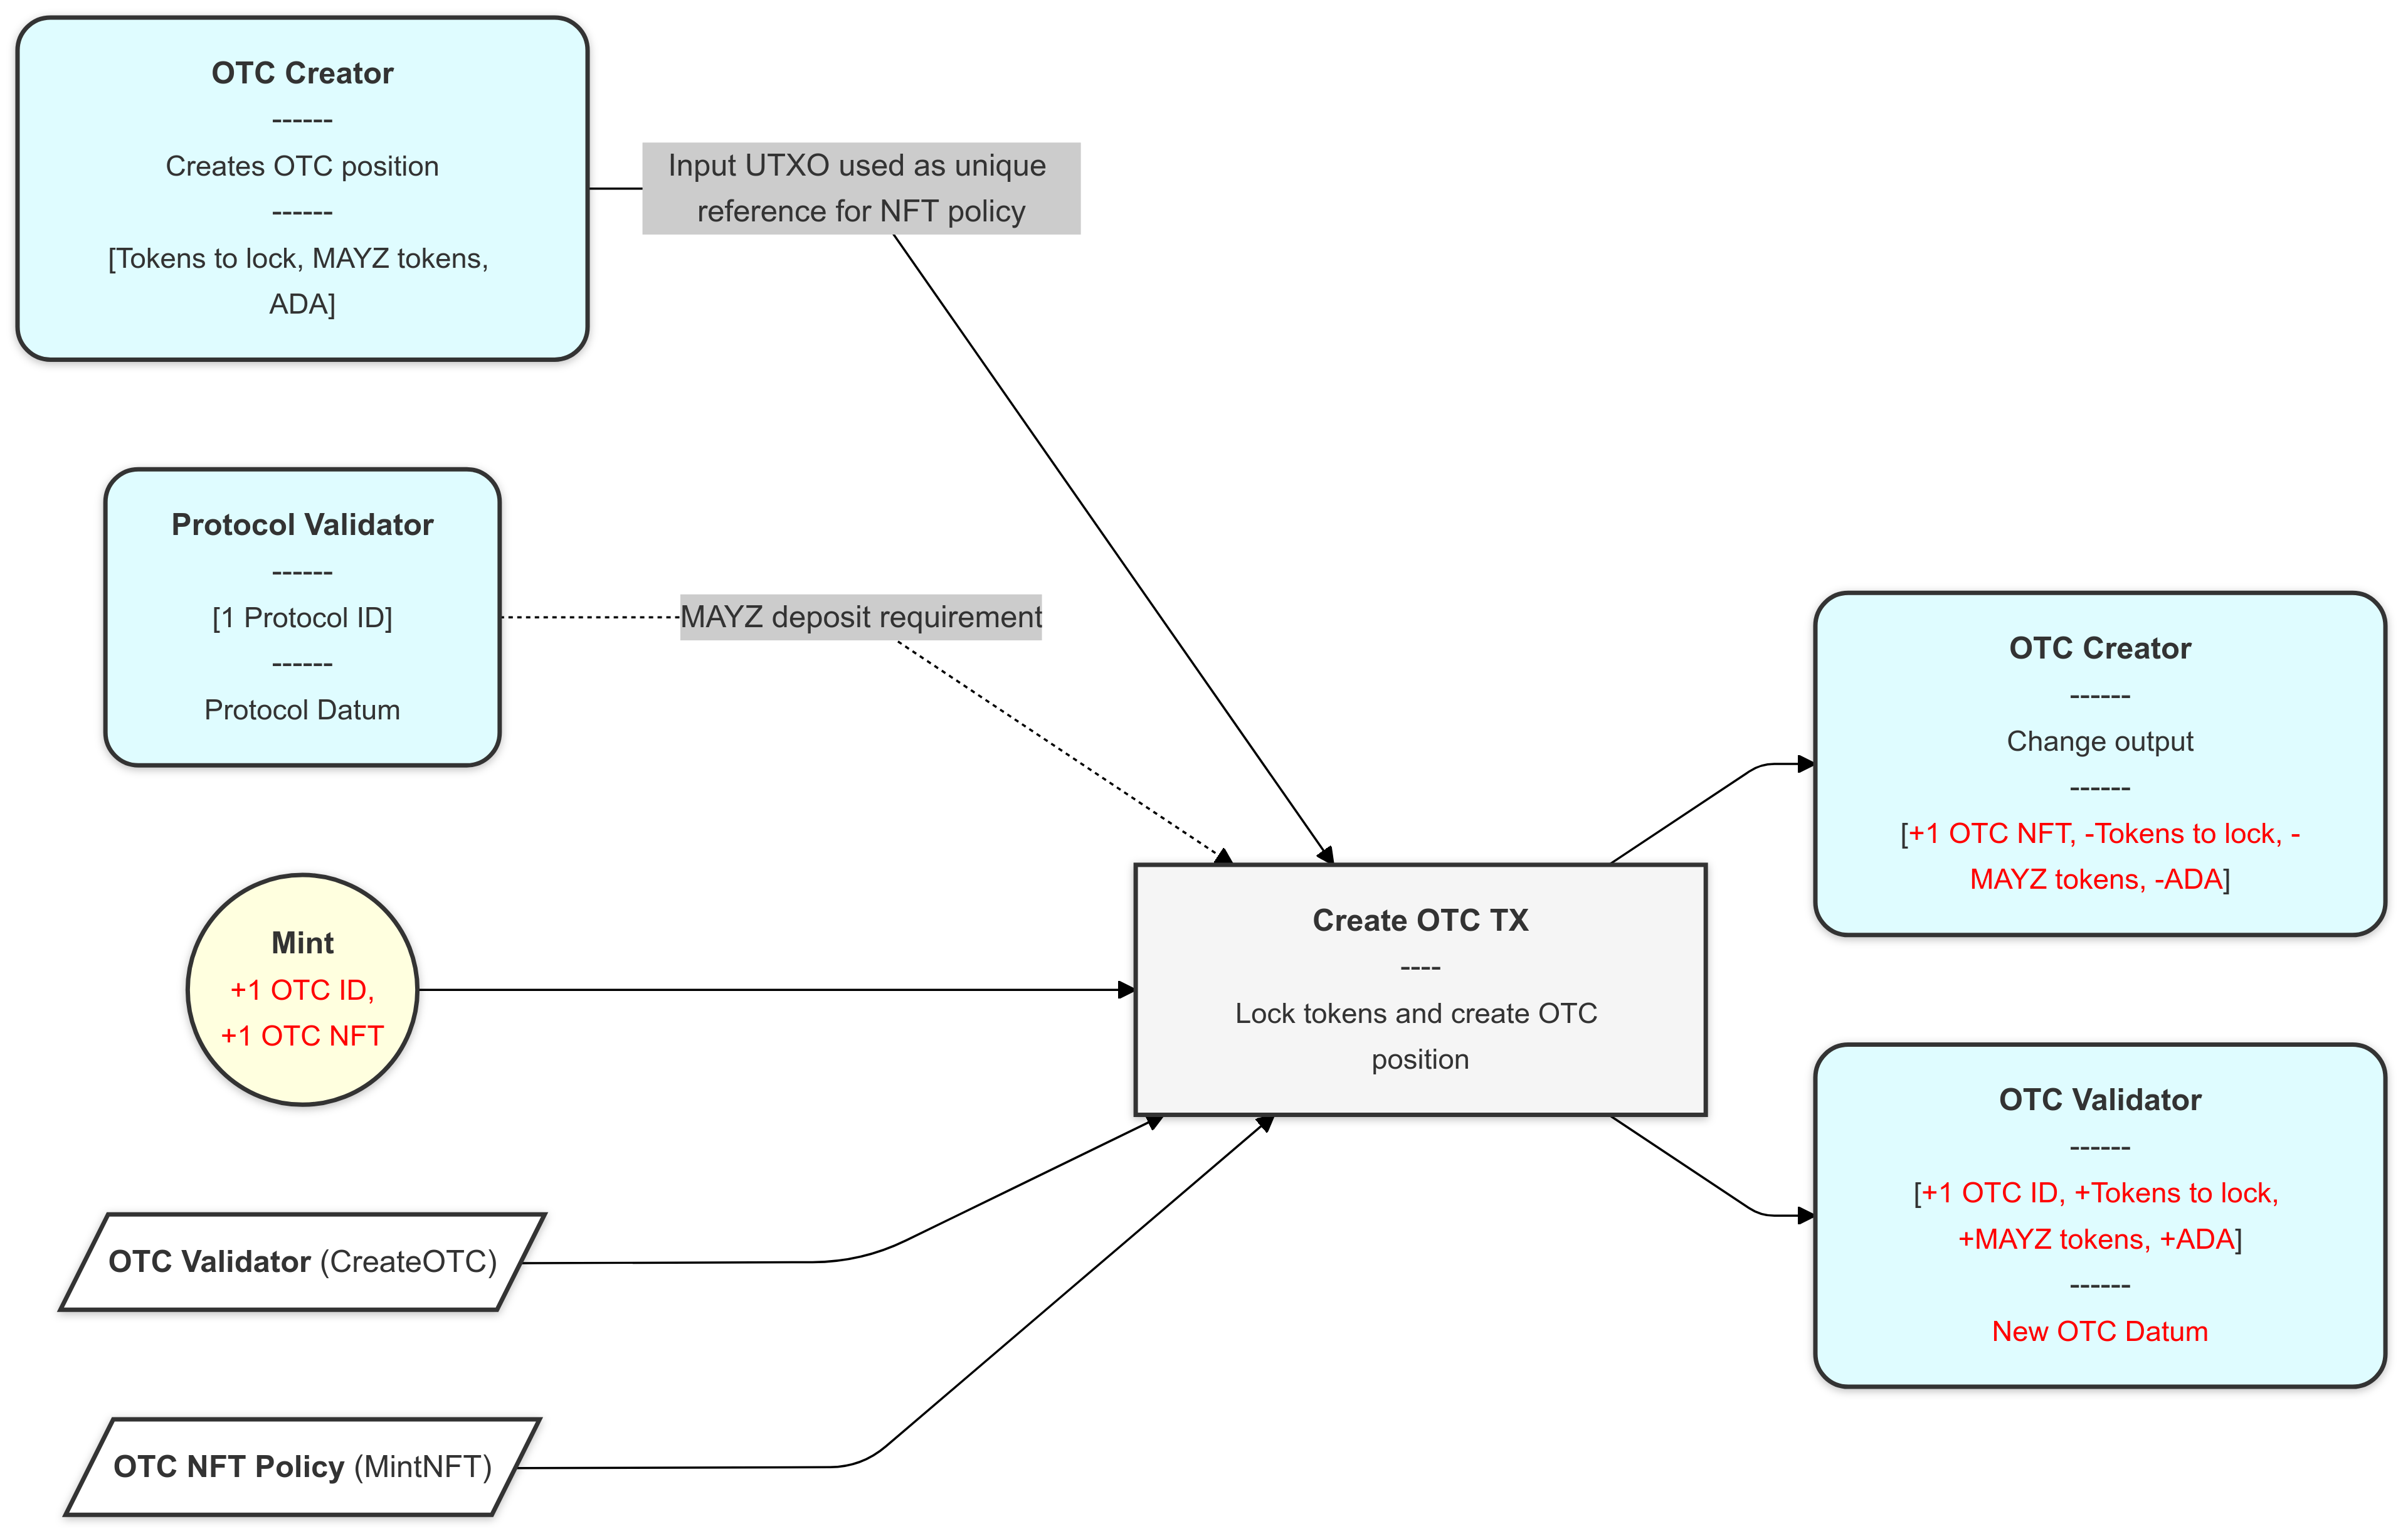 OTC Creator
------
Creates OTC position
------
[Tokens to lock, MAYZ tokens,
ADA]
Input UTXO used as unique
reference for NFT policy
Protocol Validator
------
[1 Protocol ID]
------
Protocol Datum
MAYZ deposit requirement
Mint
+1 OTC ID,
+1 OTC NFT
OTC Validator (CreateOTC)
OTC NFT Policy (MintNFT)
Create OTC TX
----
Lock tokens and create OTC
position
OTC Creator
------
Change output
------
[+1 OTC NFT, -Tokens to lock, -
MAYZ tokens, -ADA]
OTC Validator
------
[+1 OTC ID, +Tokens to lock,
+MAYZ tokens, +ADA]
------
New OTC Datum